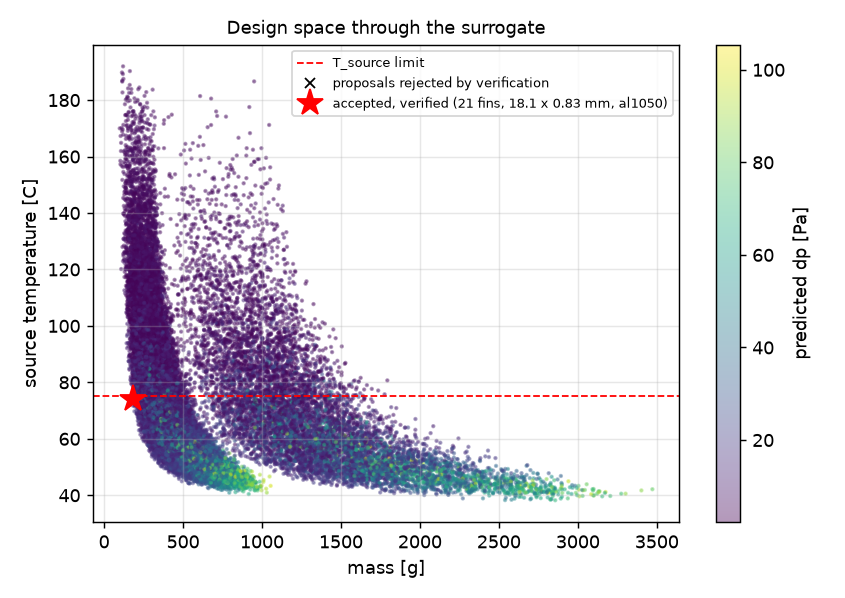 Design space through the surrogate
T_source limit
proposals rejected by verification
accepted, verified (21 fins, 18.1 x 0.83 mm, al1050)
source temperature [C]
180
160
140
120
100
80
60
40
0 500 1000 1500 2000 2500 3000 3500
mass [g]
100
80
60
40
20
predicted dp [Pa]